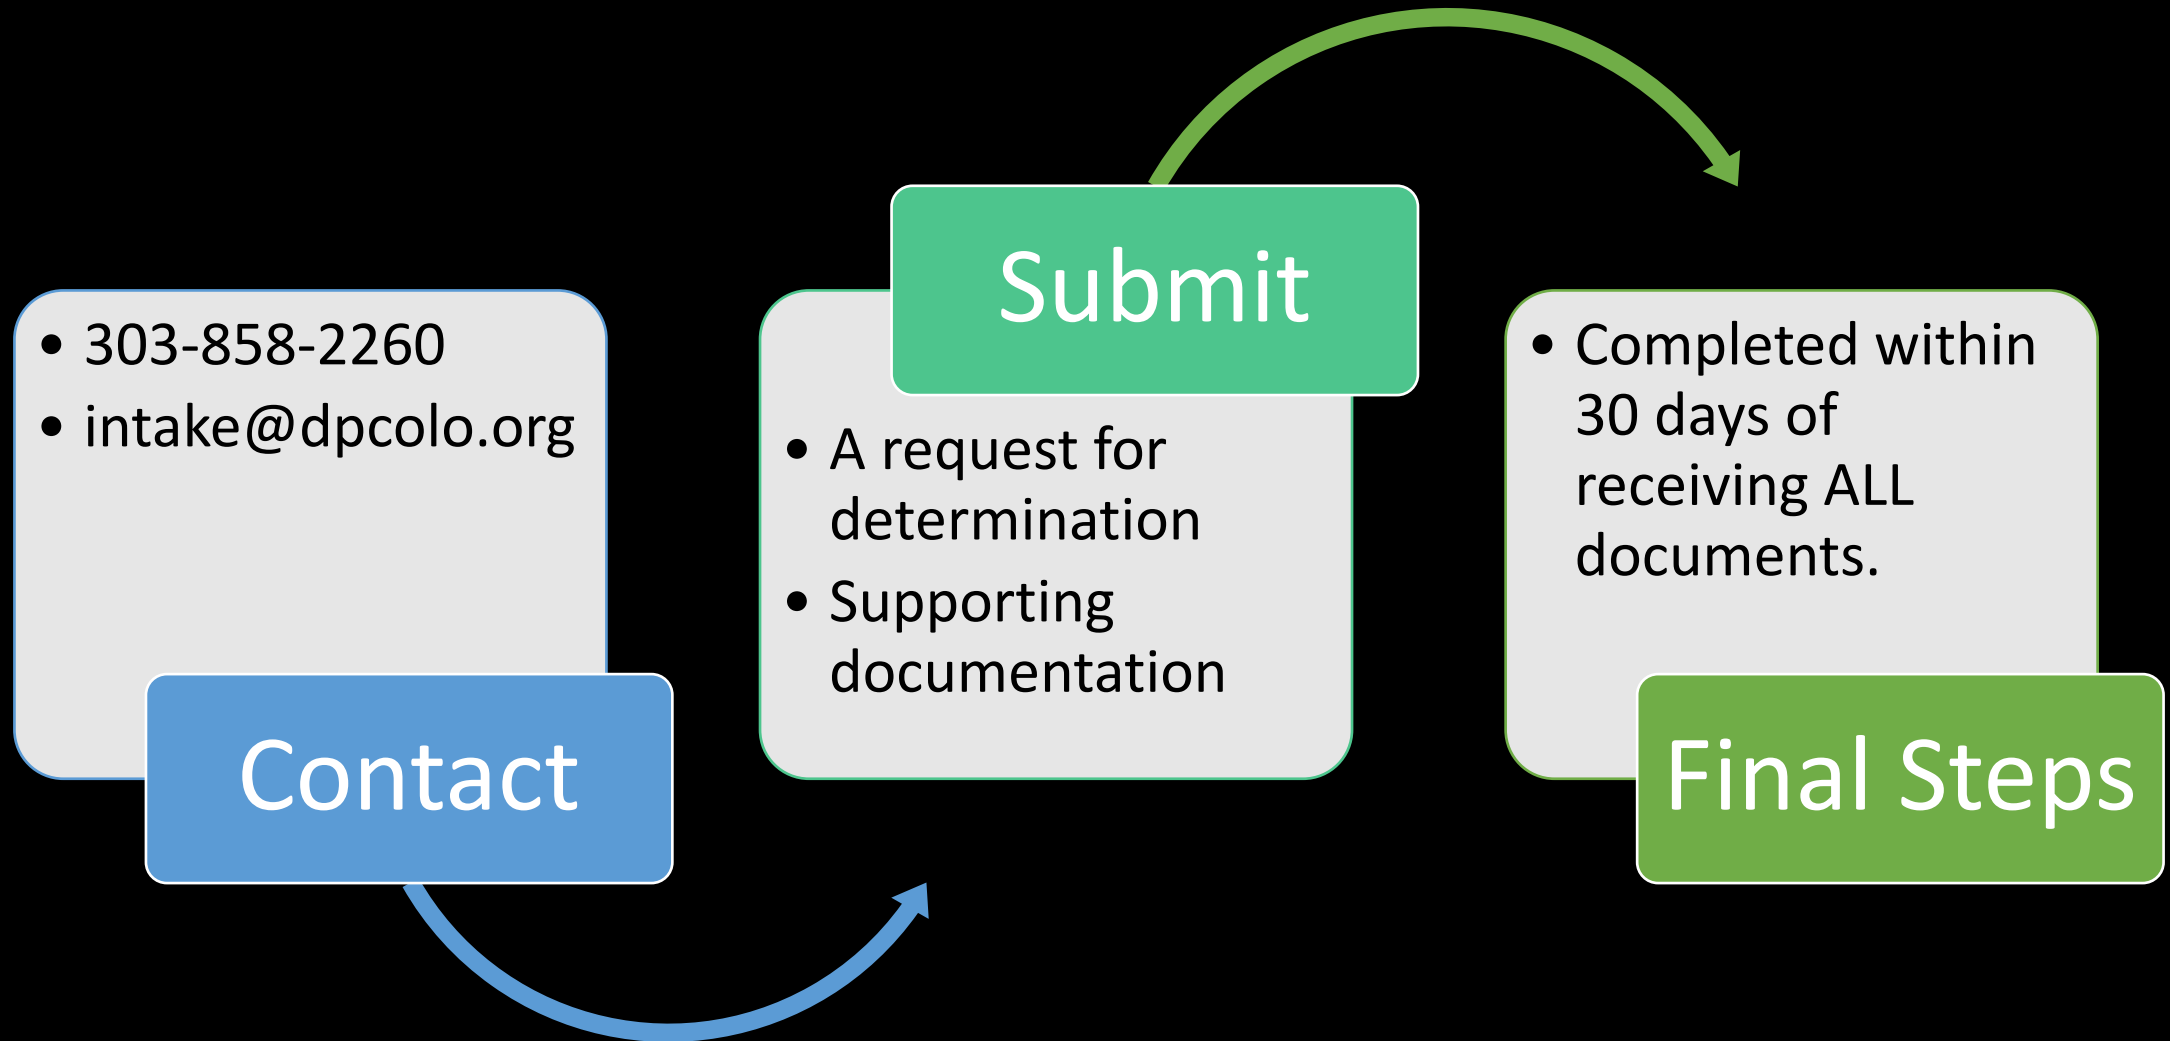 • 303-858-2260
• intake@dpcolo.org
Contact
Submit
• A request for
determination
• Supporting
documentation
• Completed within
30 days of
receiving ALL
documents.
Final Steps